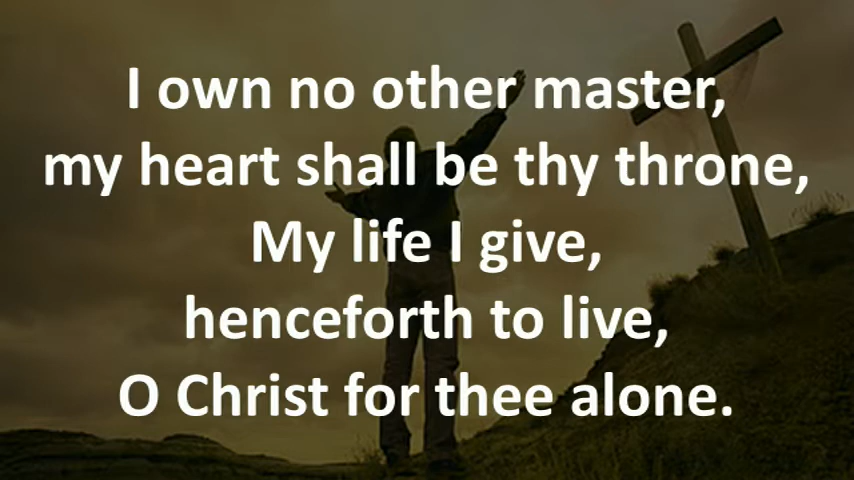 I own no other master,
my heart shall be thy throne,
My life I give,
henceforth to live,
O Christ for thee alone.